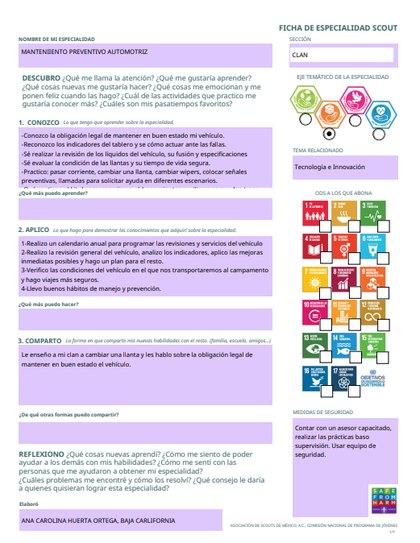 FICHA DE ESPECIALIDAD SCOUT
NOMBRE DE MI ESPECIALIDAD
MANTENIMIENTO PREVENTIVO AUTOMOTRIZ
SECCIÓN
CLAN
DESCUBRO ¿Qué me llama la atención? ¿Qué me gustaría aprender?
¿Qué cosas nuevas me gustaría hacer? ¿Qué cosas me emocionan y me
ponen feliz cuando las hago? ¿Cuál de las actividades que practico me
gustaría conocer más? ¿Cuáles son mis pasatiempos favoritos?
EJE TEMÁTICO DE LA ESPECIALIDAD
1. CONOZCO Lo que tengo que aprender sobre la especialidad.
-Conozco la obligación legal de mantener en buen estado mi vehículo.
-Reconozco los indicadores del tablero y se cómo actuar ante las fallas.
-Sé realizar la revisión de los líquidos del vehículo, su fusión y especificaciones
-Sé evaluar la condición de las llantas y su tiempo de vida segura.
-Practico: pasar corriente, cambiar una llanta, cambiar wipers, colocar señales
preventivas, llamadas para solicitar ayuda en diferentes escenarios.
TEMA RELACIONADO
Tecnología e Innovación
¿Qué más puedo aprender?
ODS A LOS QUE ABONA
2. APLICO Lo que hago para demostrar los conocimientos que adquirí sobre la especialidad.
1-Realizo un calendario anual para programar las revisiones y servicios del vehículo
2-Realizo la revisión general del vehículo, analizo los indicadores, aplico las mejoras
inmediatas posibles y hago un plan para el resto.
3-Verifico las condiciones del vehículo en el que nos transportaremos al campamento
y hago viajes más seguros.
4-Llevo buenos hábitos de manejo y prevención.
¿Qué más puedo hacer?
3. COMPARTO La forma en que comparto mis nuevas habilidades con el resto. (familia, escuela, amigos...)
Le enseño a mi clan a cambiar una llanta y les hablo sobre la obligación legal de
mantener en buen estado el vehículo.
OBJETIVOS
¿De qué otras formas puedo compartir?
MEDIDAS DE SEGURIDAD
Contar con un asesor capacitado,
realizar las prácticas baso
supervisión. Usar equipo de
seguridad.
REFLEXIONO ¿Qué cosas nuevas aprendí? ¿Cómo me siento de poder
ayudar a los demás con mis habilidades? ¿Cómo me sentí con las
personas que me ayudaron a obtener mi especialidad?
¿Cuáles problemas me encontré y cómo los resolví? ¿Qué consejo le daría
a quienes quisieran lograr esta especialidad?
SAFE
FROM
HARM
Elaboró
ANA CAROLINA HUERTA ORTEGA, BAJA CARLIFORNIA
ASOCIACIÓN DE SCOUTS DE MÉXICO, A.C., COMISIÓN NACIONAL DE PROGRAMA DE JÓVENES